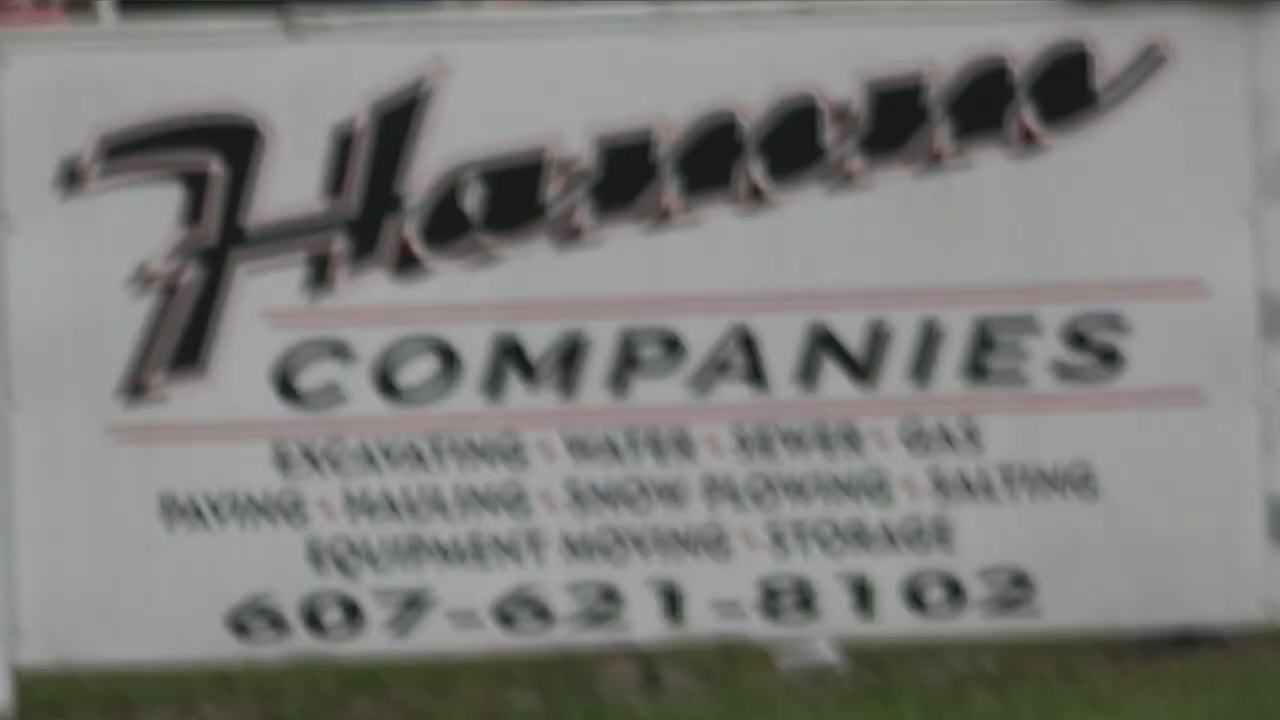 Hamm
COMPANIES
EXCAVATING • WATER • SEWER • GAS
PAVING • HAULING • SNOW PLOWING • SALTING
EQUIPMENT MOVING • STORAGE
607-621-8102